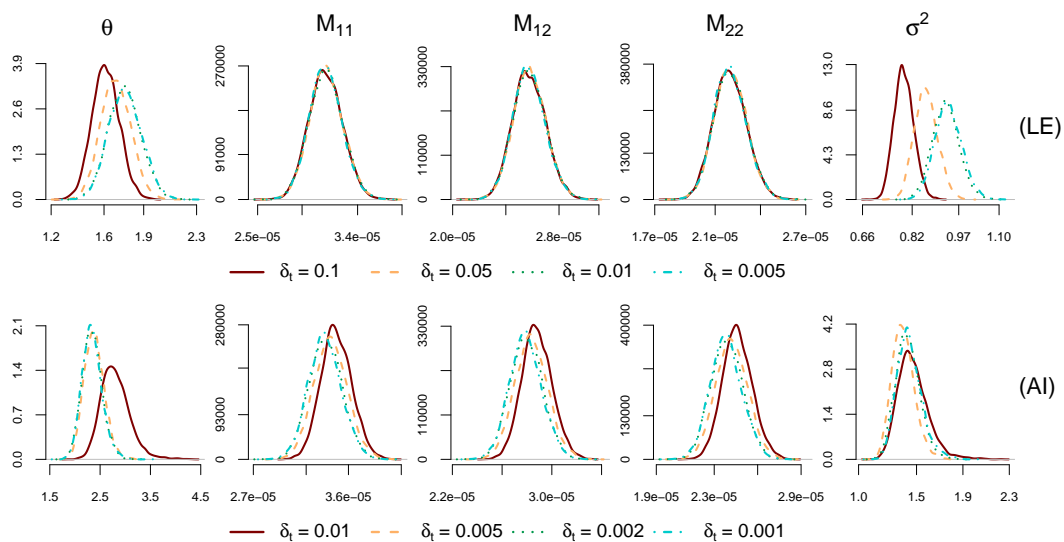 θ M₁₁ M₁₂ M₂₂ σ²
3.9 2.6 1.3 0.0
1.2 1.6 1.9 2.3
270000 91000 0
2.5e−05 3.4e−05
330000 110000 0
2.0e−05 2.8e−05
380000 130000 0
1.7e−05 2.1e−05 2.7e−05
13.0 8.6 4.3 0.0
0.66 0.82 0.97 1.10
(LE)
δₜ = 0.1 δₜ = 0.05 δₜ = 0.01 δₜ = 0.005
2.1 1.4 0.7 0.0
1.5 2.5 3.5 4.5
280000 93000 0
2.7e−05 3.6e−05
330000 110000 0
2.2e−05 3.0e−05
400000 130000 0
1.9e−05 2.3e−05 2.9e−05
4.2 2.8 1.4 0.0
1.0 1.5 1.9 2.3
(AI)
δₜ = 0.01 δₜ = 0.005 δₜ = 0.002 δₜ = 0.001